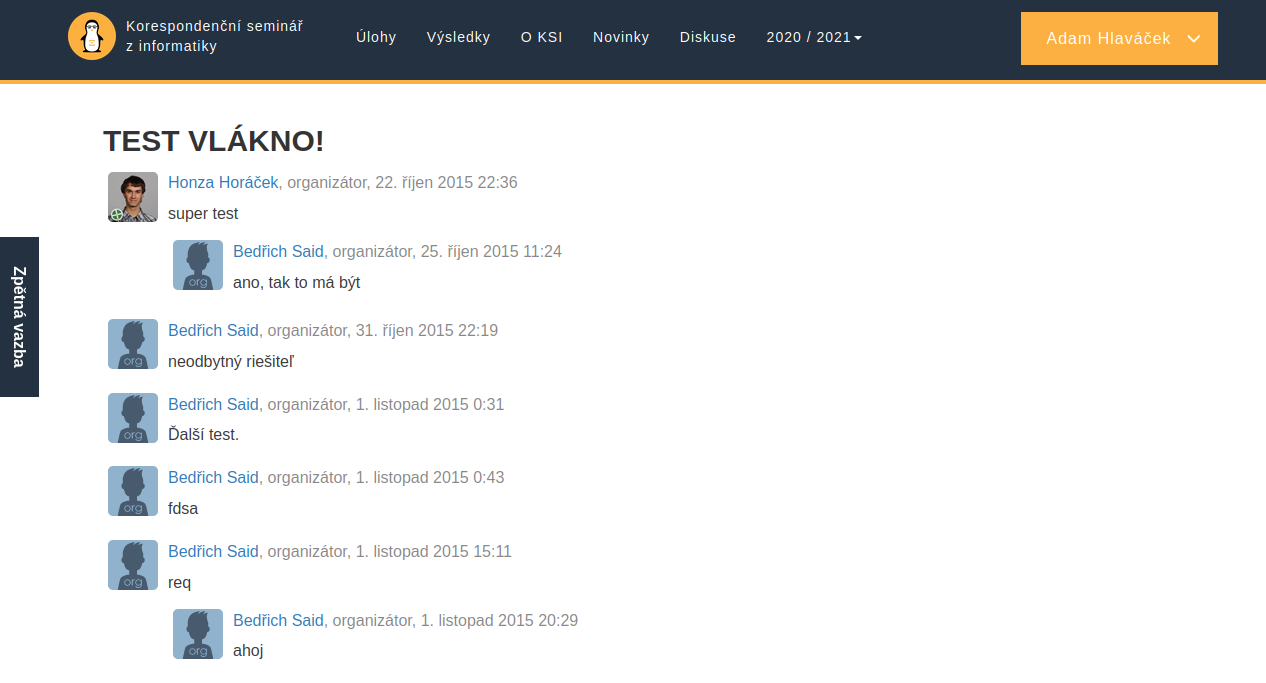 Korespondenční seminář
z informatiky
Úlohy Výsledky O KSI Novinky Diskuse 2020 / 2021
Adam Hlaváček
TEST VLÁKNO!
Honza Horáček, organizátor, 22. říjen 2015 22:36
super test
Bedřich Said, organizátor, 25. říjen 2015 11:24
org
ano, tak to má být
Zpětná vazba
Bedřich Said, organizátor, 31. říjen 2015 22:19
org
neodbytný riešiteľ
Bedřich Said, organizátor, 1. listopad 2015 0:31
org
Ďalší test.
Bedřich Said, organizátor, 1. listopad 2015 0:43
org
fdsa
Bedřich Said, organizátor, 1. listopad 2015 15:11
org
req
Bedřich Said, organizátor, 1. listopad 2015 20:29
org
ahoj